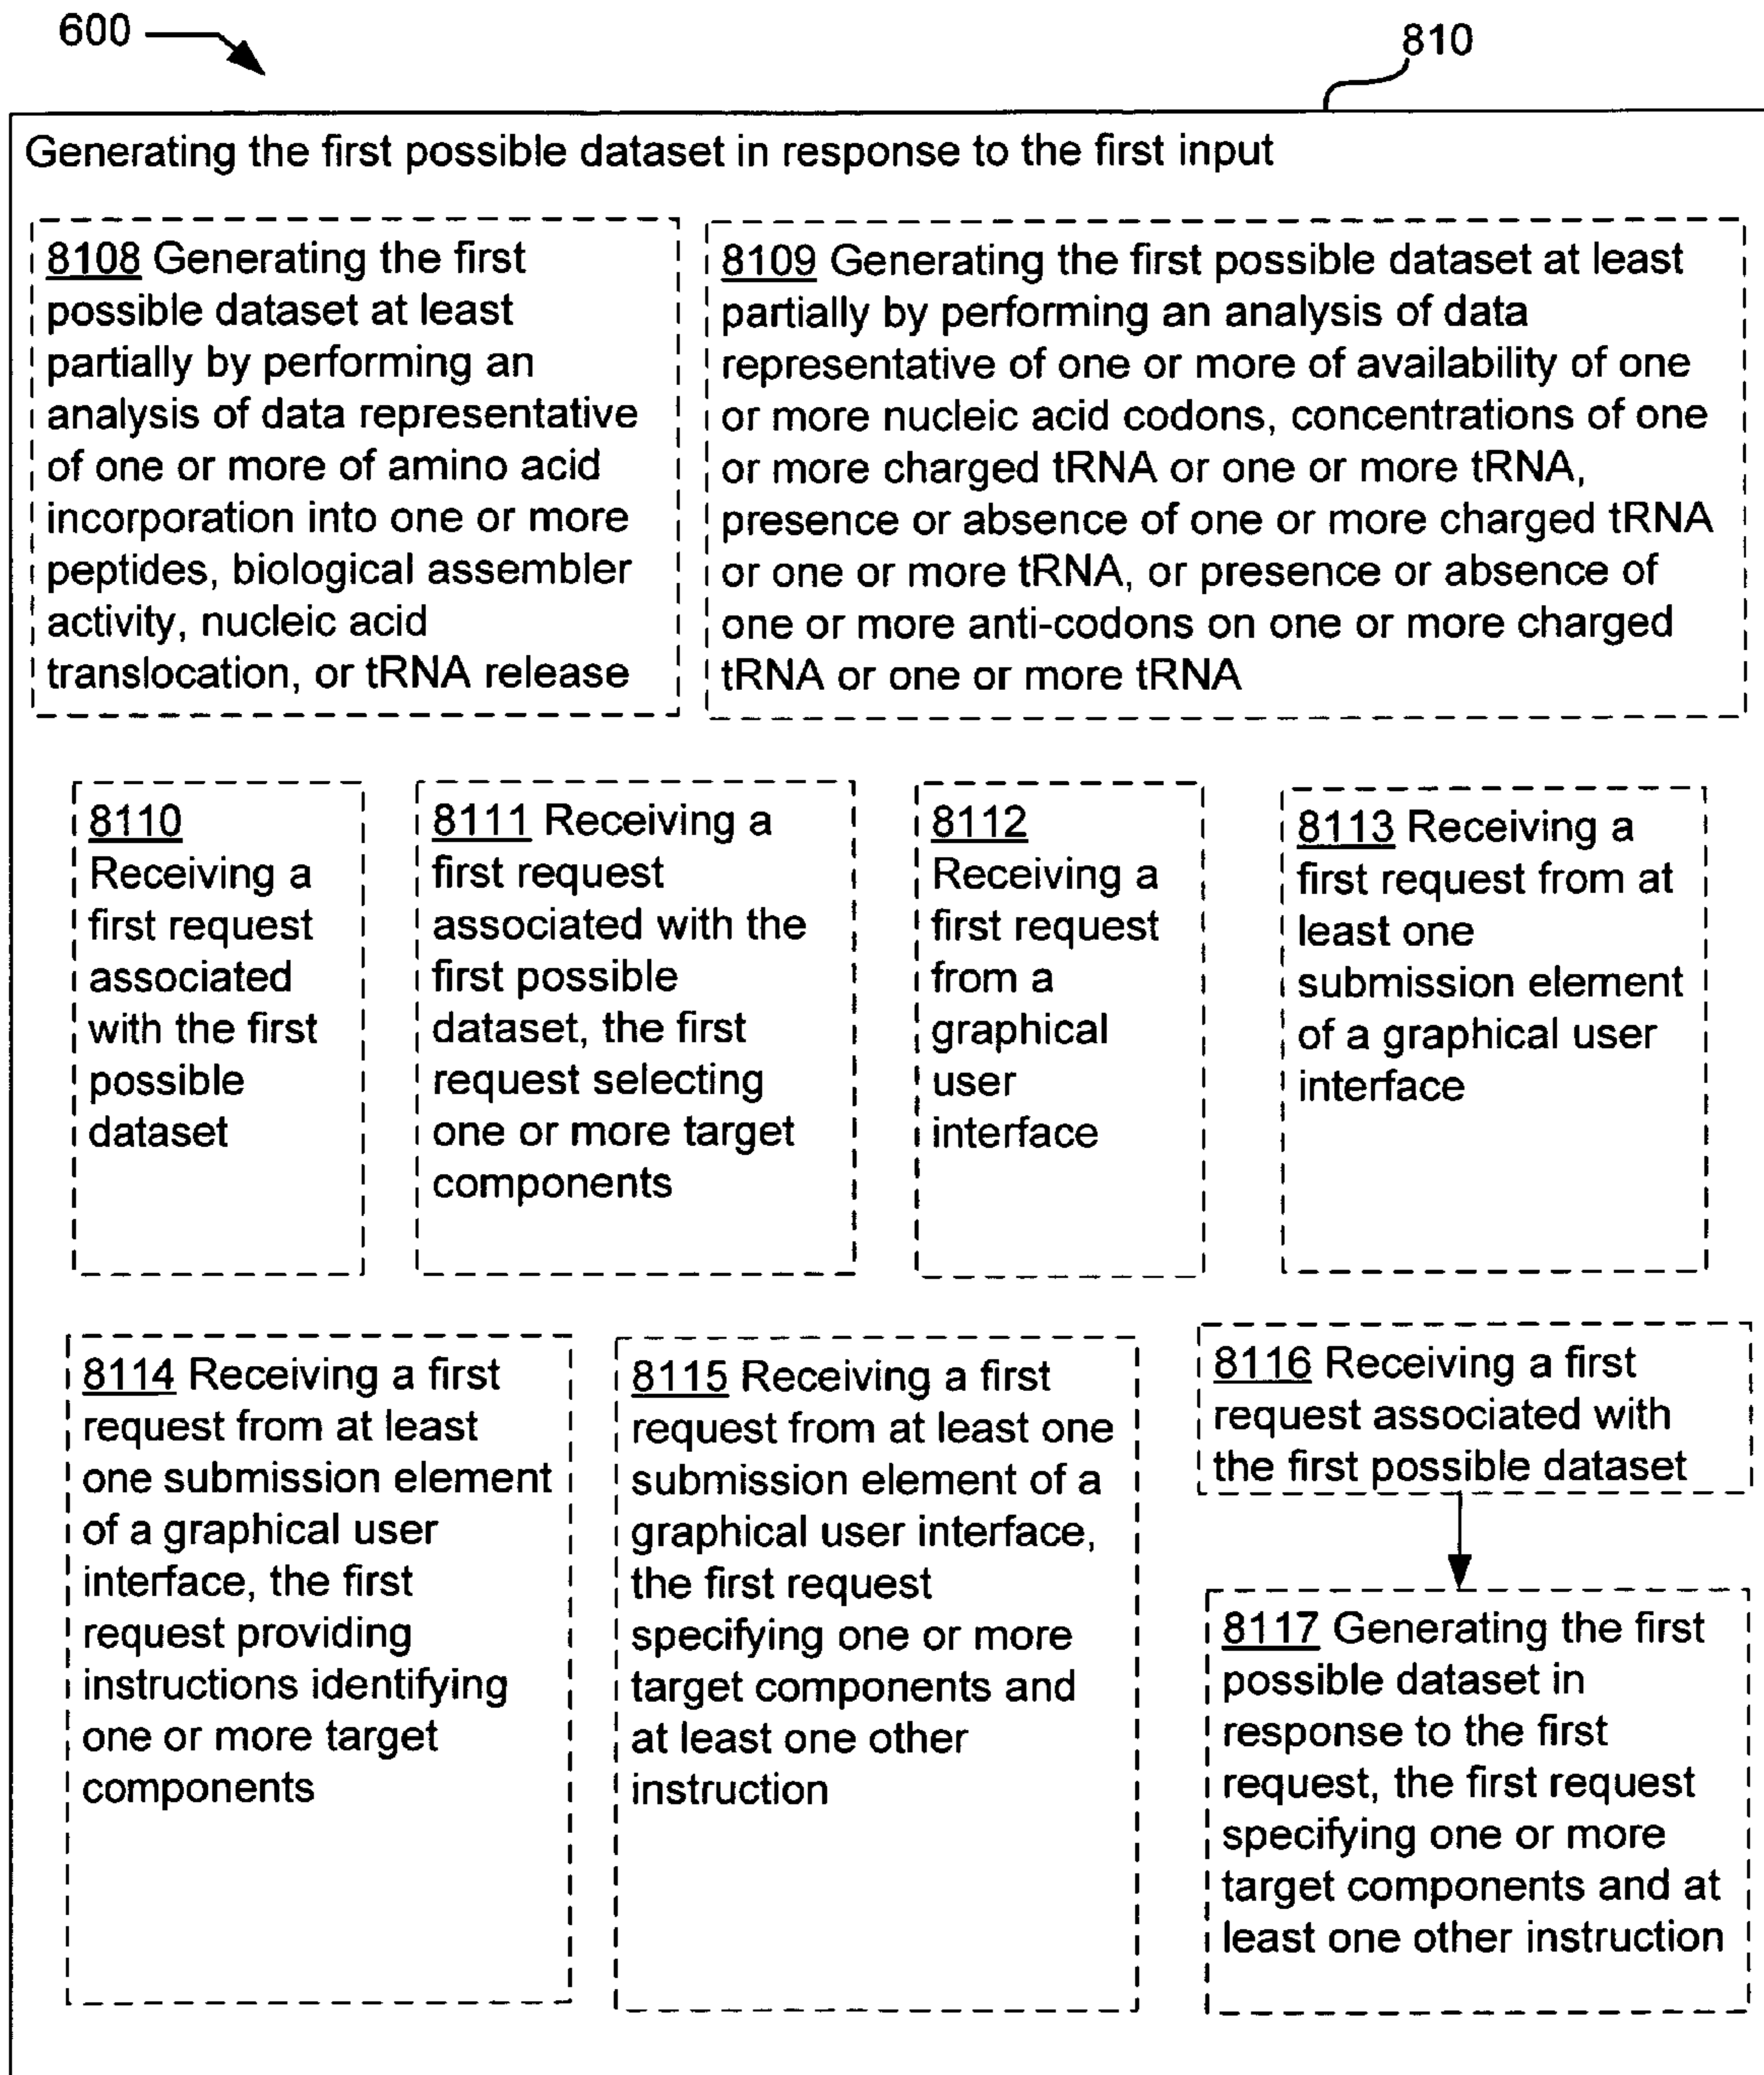 600
810
Generating the first possible dataset in response to the first input
8108 Generating the first
possible dataset at least
partially by performing an
analysis of data representative
of one or more of amino acid
incorporation into one or more
peptides, biological assembler
activity, nucleic acid
translocation, or tRNA release
8109 Generating the first possible dataset at least
partially by performing an analysis of data
representative of one or more of availability of one
or more nucleic acid codons, concentrations of one
or more charged tRNA or one or more tRNA,
presence or absence of one or more charged tRNA
or one or more tRNA, or presence or absence of
one or more anti-codons on one or more charged
tRNA or one or more tRNA
8110
Receiving a
first request
associated
with the first
possible
dataset
8111 Receiving a
first request
associated with the
first possible
dataset, the first
request selecting
one or more target
components
8112
Receiving a
first request
from a
graphical
user
interface
8113 Receiving a
first request from at
least one
submission element
of a graphical user
interface
8114 Receiving a first
request from at least
one submission element
of a graphical user
interface, the first
request providing
instructions identifying
one or more target
components
8115 Receiving a first
request from at least one
submission element of a
graphical user interface,
the first request
specifying one or more
target components and
at least one other
instruction
8116 Receiving a first
request associated with
the first possible dataset
8117 Generating the first
possible dataset in
response to the first
request, the first request
specifying one or more
target components and at
least one other instruction